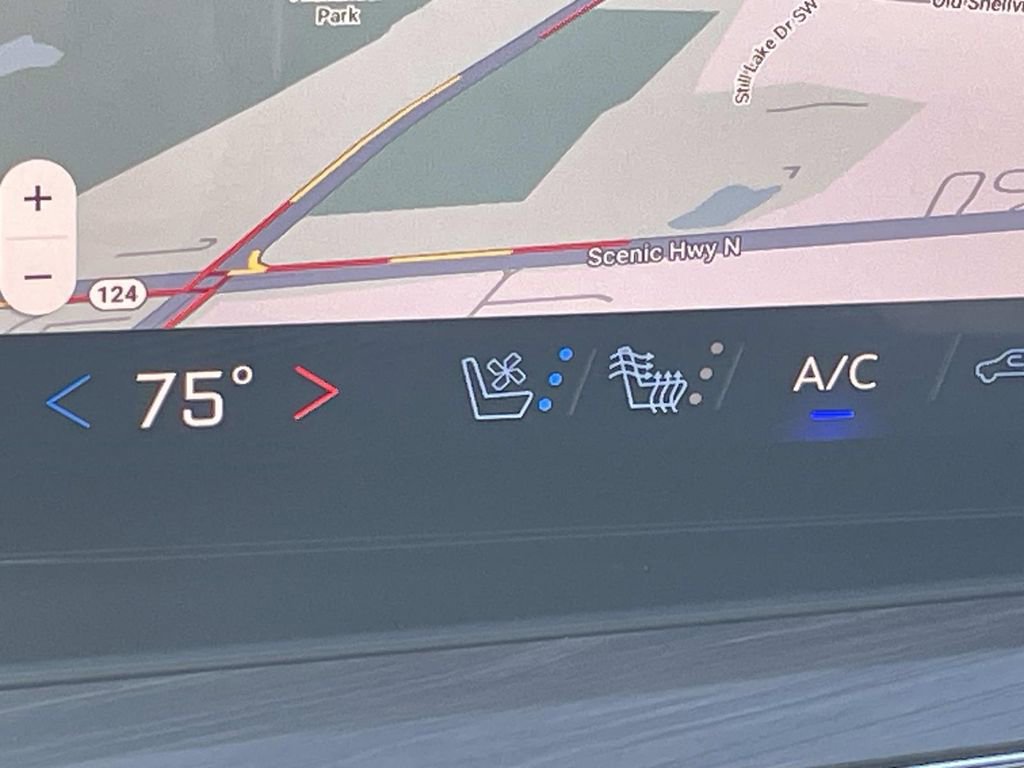 Park
Still Lake Dr SW
+
Scenic Hwy N
−
124
< 75° >
A/C